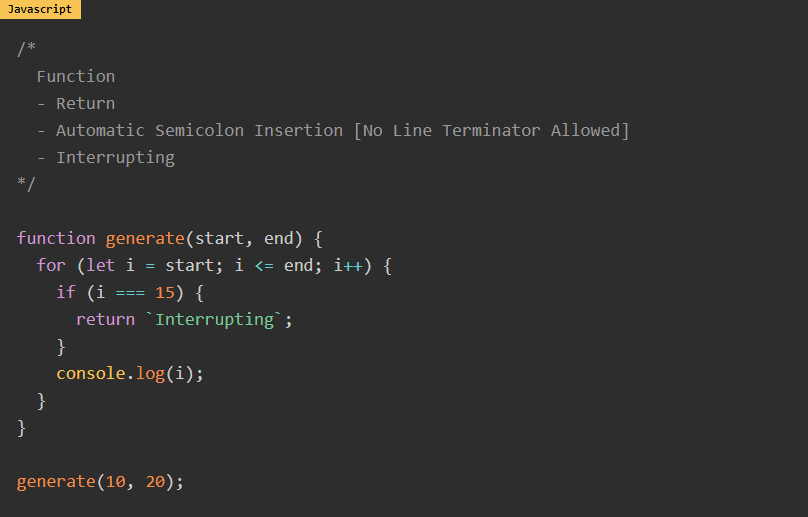 Javascript
/*
  Function
  - Return
  - Automatic Semicolon Insertion [No Line Terminator Allowed]
  - Interrupting
*/
function generate(start, end) {
  for (let i = start; i <= end; i++) {
    if (i === 15) {
      return `Interrupting`;
    }
    console.log(i);
  }
}
generate(10, 20);